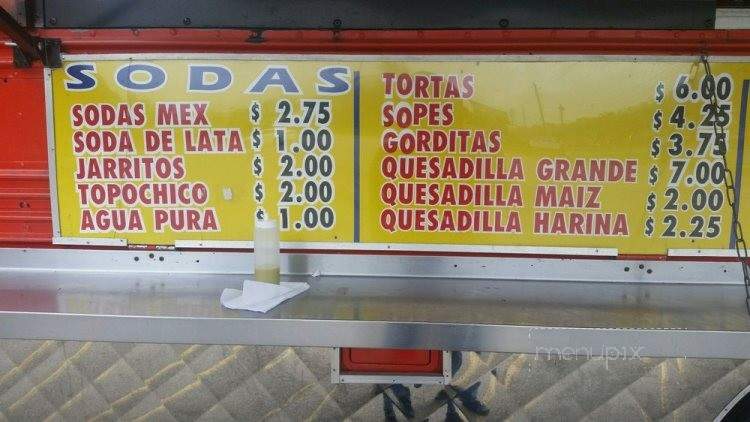 SODAS
SODAS MEX $ 2.75
SODA DE LATA $ 1.00
JARRITOS $ 2.00
TOPOCHICO $ 2.00
AGUA PURA $ 1.00
TORTAS $ 6.00
SOPES $ 4.25
GORDITAS $ 3.75
QUESADILLA GRANDE $ 7.00
QUESADILLA MAIZ $ 2.00
QUESADILLA HARINA $ 2.25
menupix